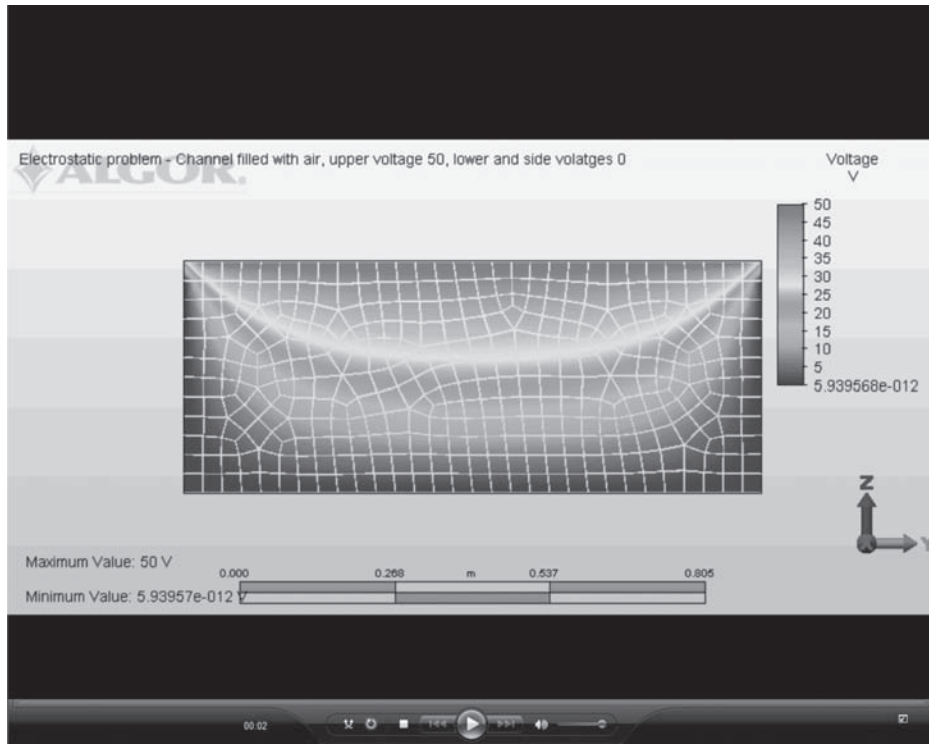 Electrostatic problem - Channel filled with air, upper voltage 50, lower and side volatges 0
ALGOR.
Voltage
V
50
45
40
35
30
25
20
15
10
5
5.939568e-012
Z
Y
Maximum Value: 50 V
0.000 0.268 m 0.537 0.805
Minimum Value: 5.93957e-012 V
00:02